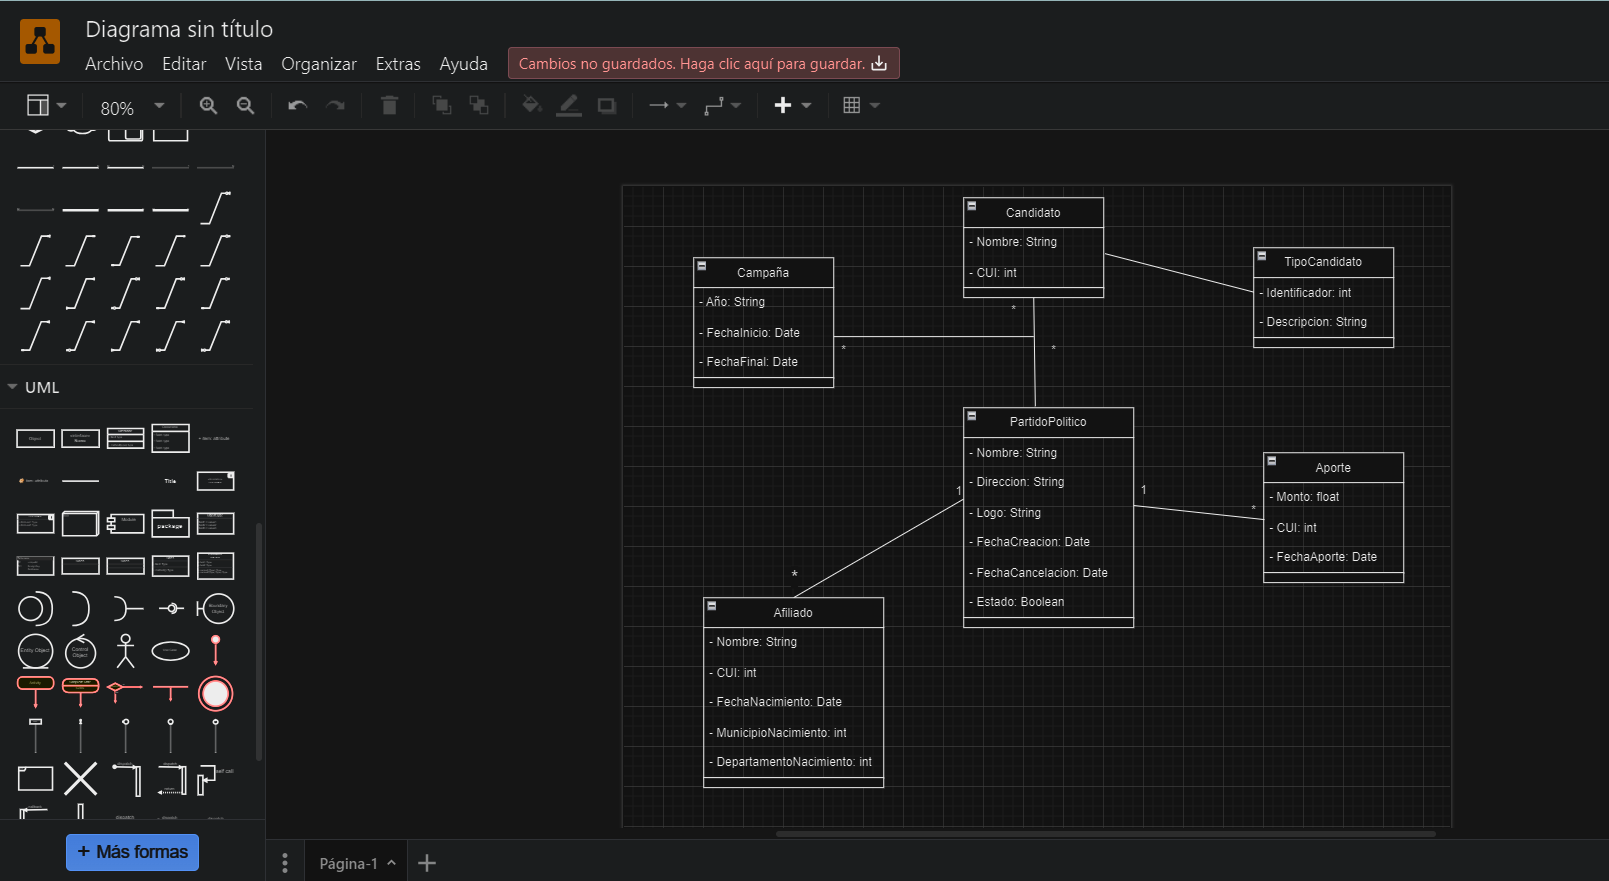 Diagrama sin título
Archivo Editar Vista Organizar Extras Ayuda
Cambios no guardados. Haga clic aquí para guardar.
80%
UML
Title
package
Más formas
Página-1
Candidato
- Nombre: String
- CUI: int
*
*
TipoCandidato
- Identificador: int
- Descripcion: String
Campaña
- Año: String
- FechaInicio: Date
- FechaFinal: Date
*
PartidoPolitico
- Nombre: String
- Direccion: String
- Logo: String
- FechaCreacion: Date
- FechaCancelacion: Date
- Estado: Boolean
1
1
Aporte
- Monto: float
- CUI: int
- FechaAporte: Date
*
*
Afiliado
- Nombre: String
- CUI: int
- FechaNacimiento: Date
- MunicipioNacimiento: int
- DepartamentoNacimiento: int